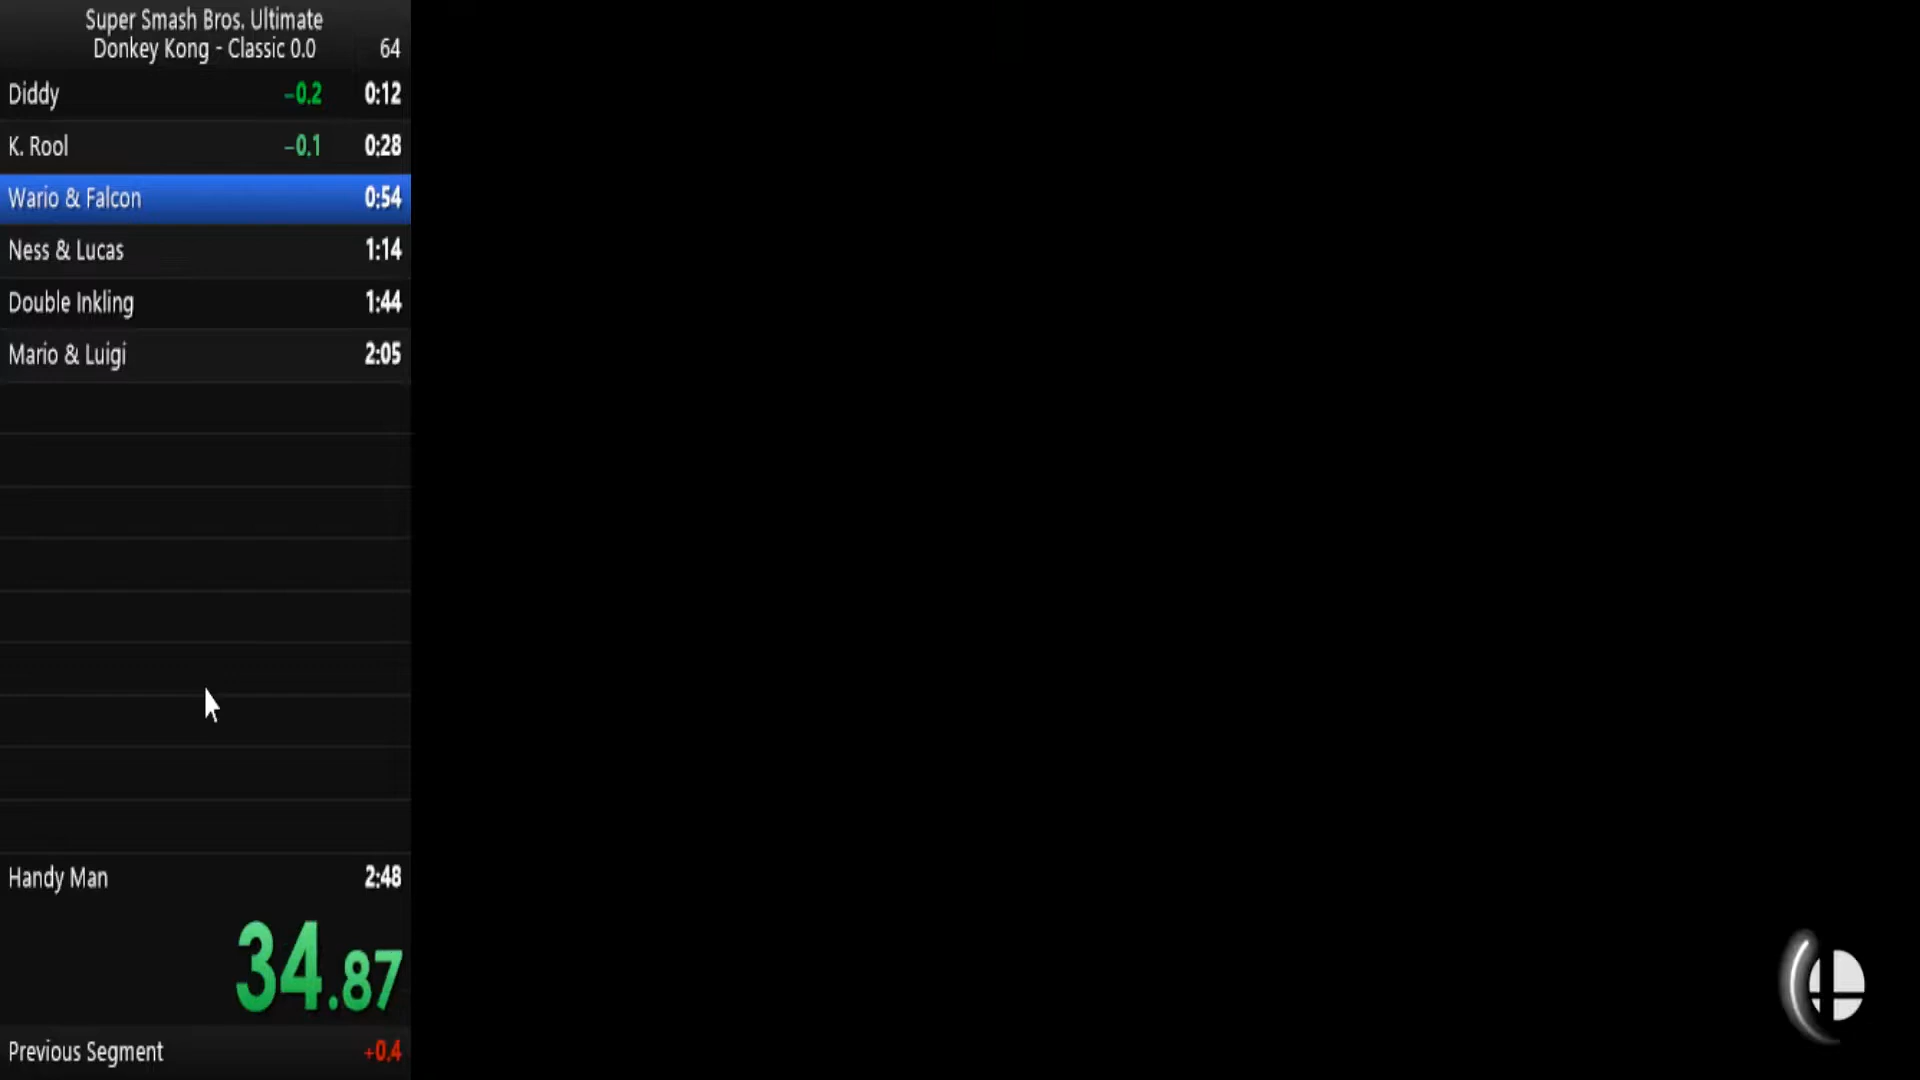 Super Smash Bros. Ultimate
Donkey Kong - Classic 0.0 64
Diddy -0.2 0:12
K. Rool -0.1 0:28
Wario & Falcon 0:54
Ness & Lucas 1:14
Double Inkling 1:44
Mario & Luigi 2:05
Handy Man 2:48
34.87
Previous Segment +0.4